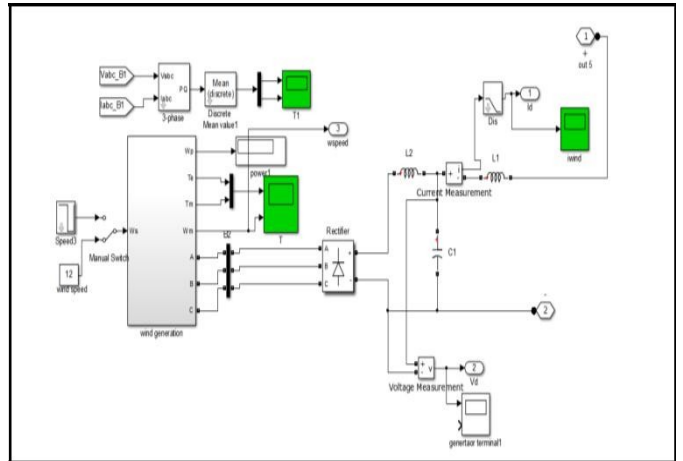 1
+
out 5
Vabc_B1
Iabc_B1
Vabc
Iabc
PQ
3-phase
Mean
(discrete)
Discrete
Mean value1
T1
3
wspeed
Dis
1
Id
iwind
Wp
power1
Te
Tm
Wm
T
L2
+
i
-
L1
Current Measurement
Speed3
Manual Switch
12
wind speed
Ws
A
B
C
wind generation
B2
Rectifier
A
B
C
+
-
+
C1
-
2
+
-
v
2
Vd
Voltage Measurement
genertaor terminal1